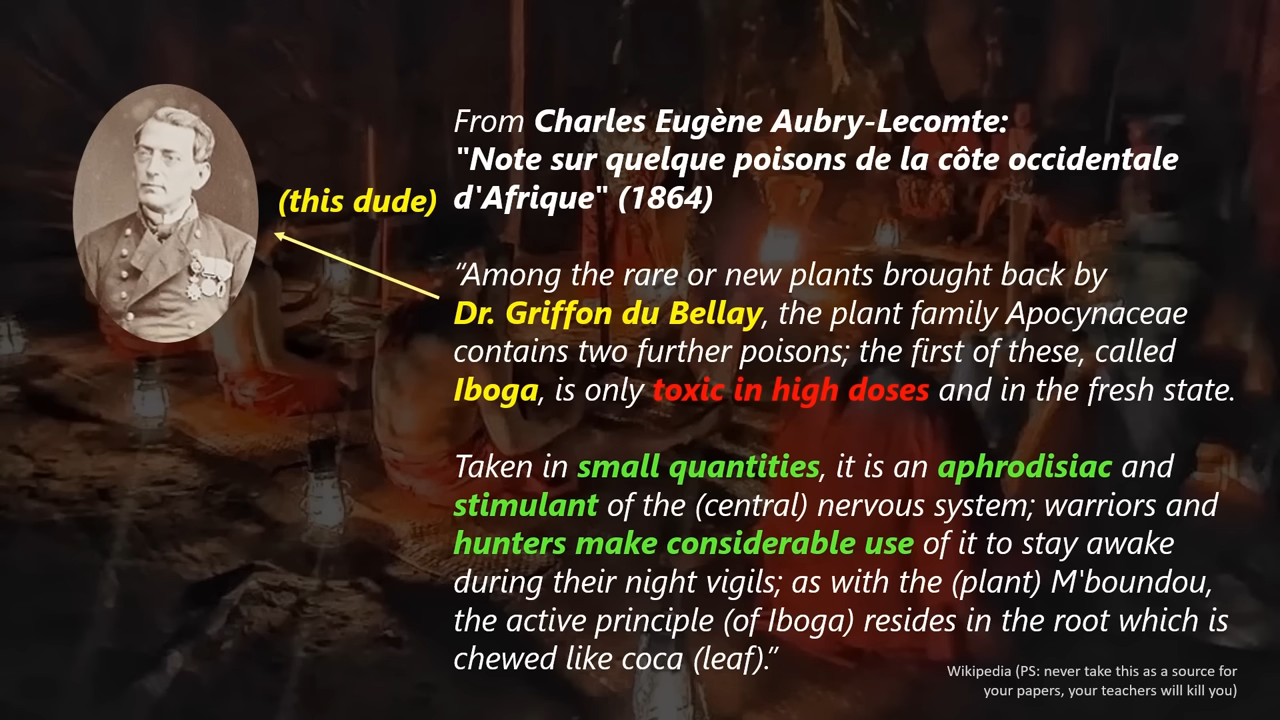 From Charles Eugène Aubry-Lecomte:
"Note sur quelque poisons de la côte occidentale
d'Afrique" (1864)
(this dude)
“Among the rare or new plants brought back by
Dr. Griffon du Bellay, the plant family Apocynaceae
contains two further poisons; the first of these, called
Iboga, is only toxic in high doses and in the fresh state.
Taken in small quantities, it is an aphrodisiac and
stimulant of the (central) nervous system; warriors and
hunters make considerable use of it to stay awake
during their night vigils; as with the (plant) M'boundou,
the active principle (of Iboga) resides in the root which is
chewed like coca (leaf).”
Wikipedia (PS: never take this as a source for
your papers, your teachers will kill you)